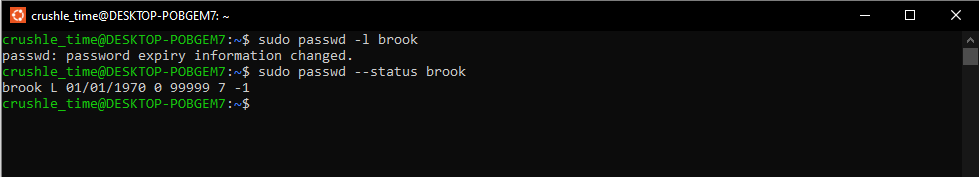 crushle_time@DESKTOP-POBGEM7: ~
crushle_time@DESKTOP-POBGEM7:~$ sudo passwd -l brook
passwd: password expiry information changed.
crushle_time@DESKTOP-POBGEM7:~$ sudo passwd --status brook
brook L 01/01/1970 0 99999 7 -1
crushle_time@DESKTOP-POBGEM7:~$